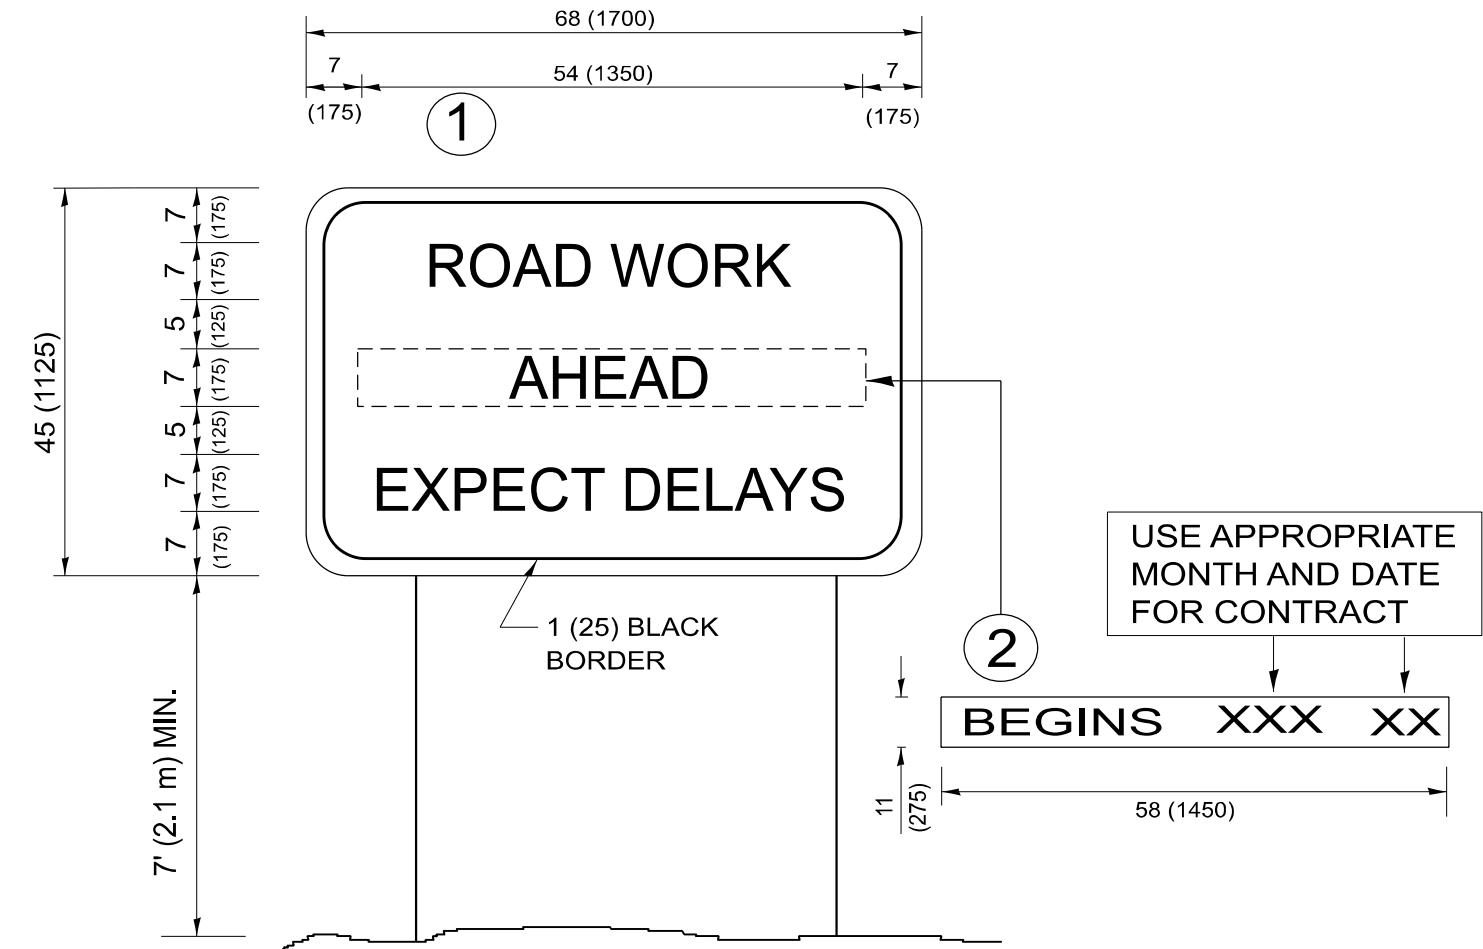 68 (1700)
7
54 (1350)
7
(175)
(175)
1
7
(175)
7
(175)
5
(125)
7
(175)
5
(125)
7
(175)
7
(175)
45 (1125)
ROAD WORK
AHEAD
EXPECT DELAYS
1 (25) BLACK
BORDER
7' (2.1 m) MIN.
USE APPROPRIATE
MONTH AND DATE
FOR CONTRACT
2
BEGINS XXX XX
11
(275)
58 (1450)